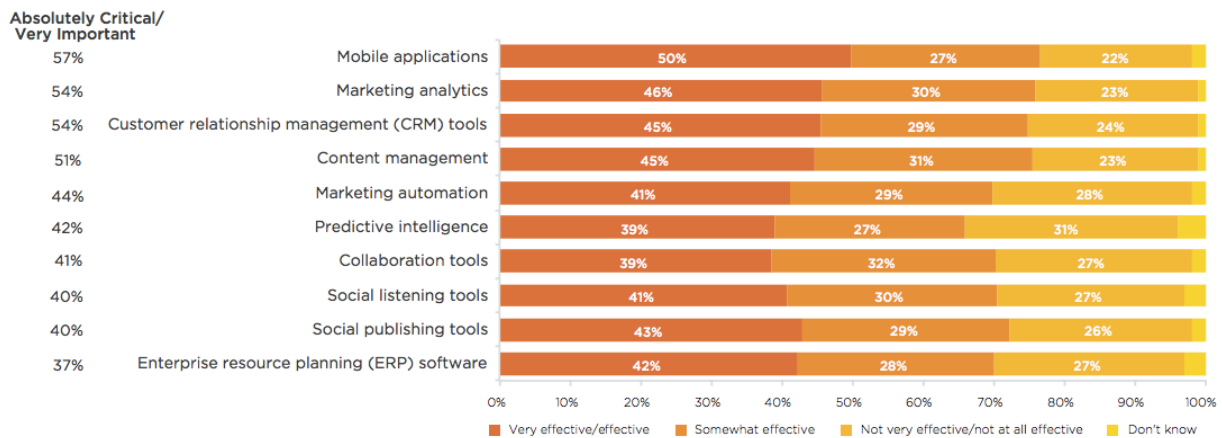 Absolutely Critical/
Very Important
57% Mobile applications 50% 27% 22%
54% Marketing analytics 46% 30% 23%
54% Customer relationship management (CRM) tools 45% 29% 24%
51% Content management 45% 31% 23%
44% Marketing automation 41% 29% 28%
42% Predictive intelligence 39% 27% 31%
41% Collaboration tools 39% 32% 27%
40% Social listening tools 41% 30% 27%
40% Social publishing tools 43% 29% 26%
37% Enterprise resource planning (ERP) software 42% 28% 27%
0% 10% 20% 30% 40% 50% 60% 70% 80% 90% 100%
Very effective/effective Somewhat effective Not very effective/not at all effective Don't know